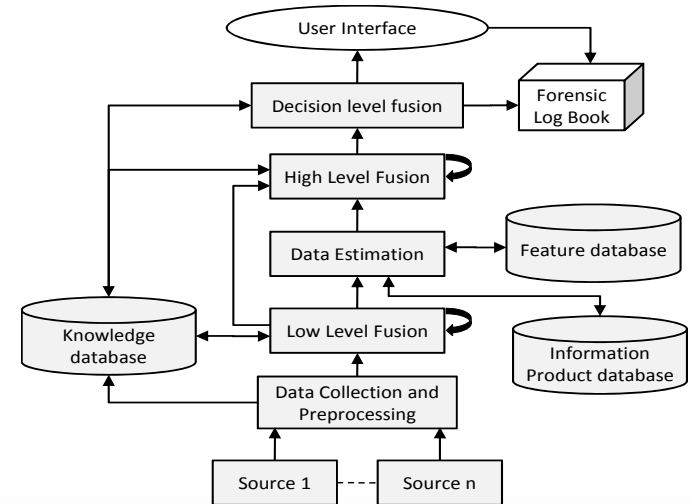 User Interface
Decision level fusion
Forensic
Log Book
High Level Fusion
Data Estimation
Feature database
Knowledge
database
Low Level Fusion
Information
Product database
Data Collection and
Preprocessing
Source 1
Source n